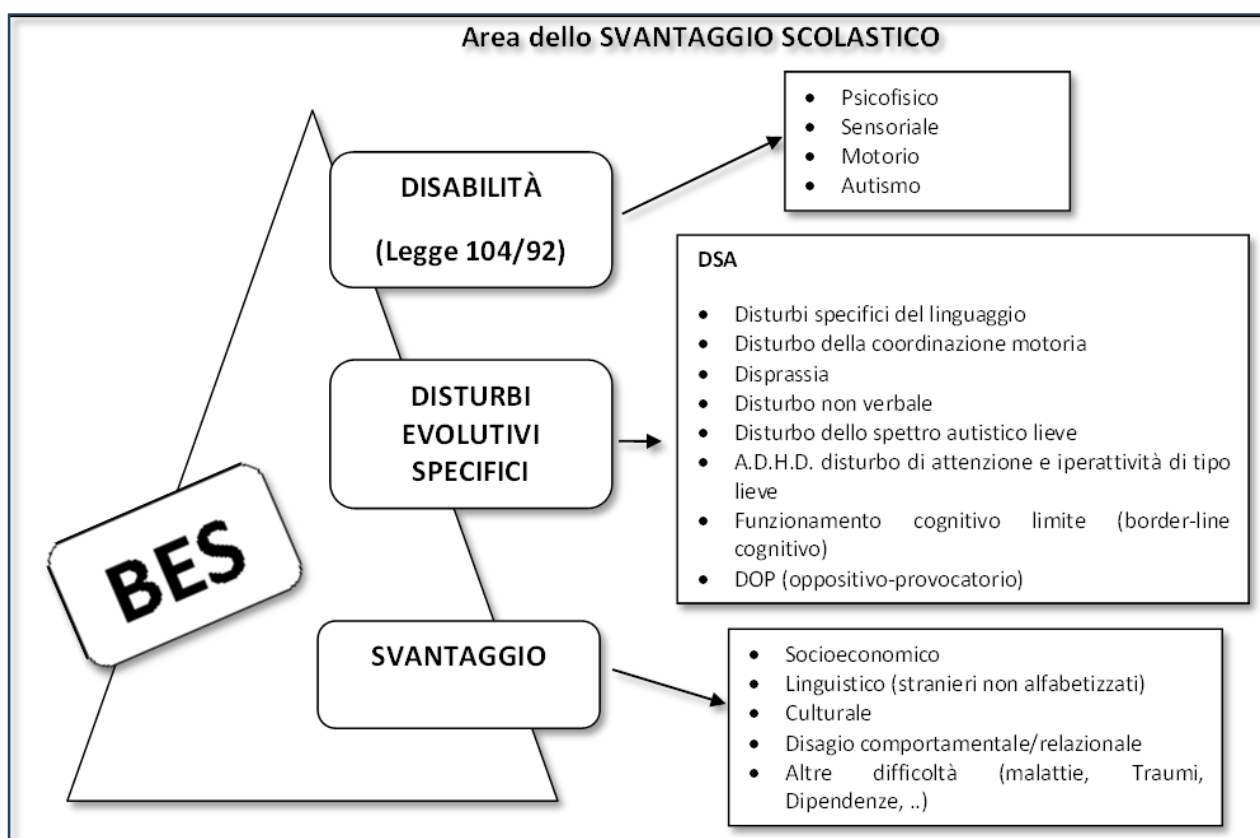 Area dello SVANTAGGIO SCOLASTICO
DISABILITÀ
(Legge 104/92)
• Psicofisico
• Sensoriale
• Motorio
• Autismo
DISTURBI
EVOLUTIVI
SPECIFICI
DSA
• Disturbi specifici del linguaggio
• Disturbo della coordinazione motoria
• Disprassia
• Disturbo non verbale
• Disturbo dello spettro autistico lieve
• A.D.H.D. disturbo di attenzione e iperattività di tipo
lieve
• Funzionamento cognitivo limite (border-line
cognitivo)
• DOP (oppositivo-provocatorio)
BES
SVANTAGGIO
• Socioeconomico
• Linguistico (stranieri non alfabetizzati)
• Culturale
• Disagio comportamentale/relazionale
• Altre difficoltà (malattie, Traumi,
Dipendenze, ..)